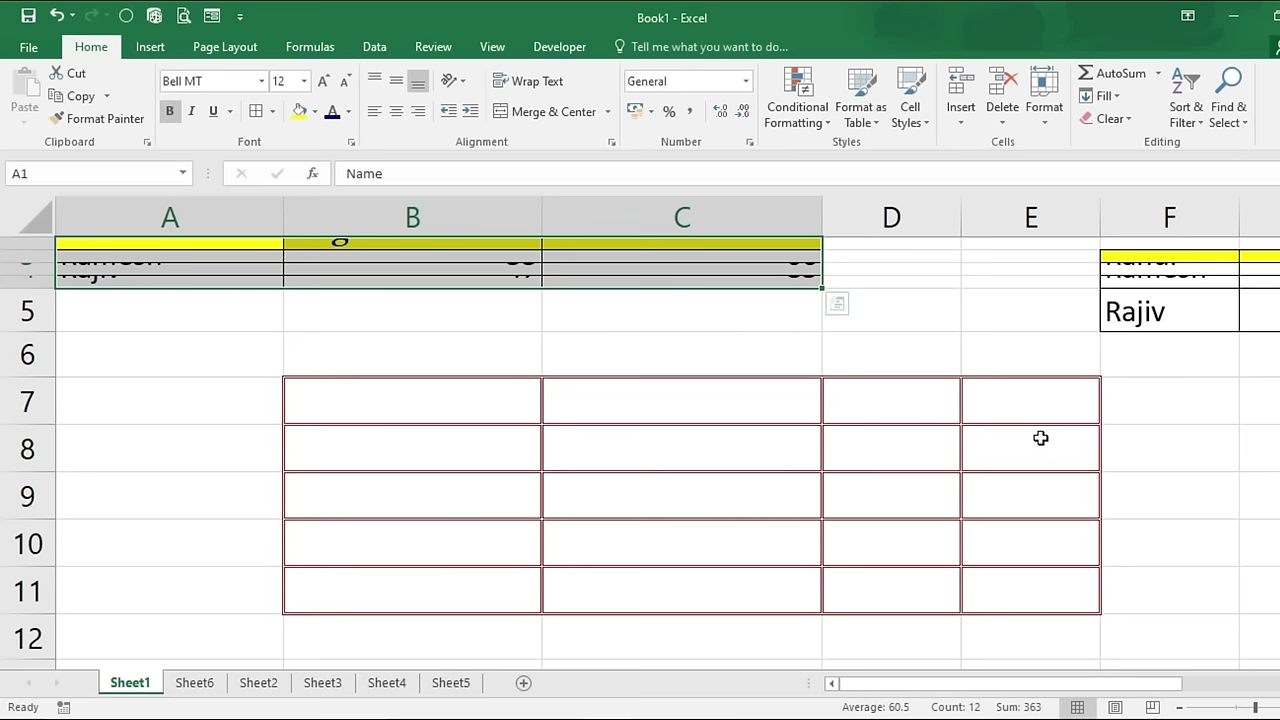 Book1 - Excel
File Home Insert Page Layout Formulas Data Review View Developer Tell me what you want to do...
Paste
Cut
Copy
Format Painter
Clipboard
Bell MT 12
B I U
Font
Wrap Text
Merge & Center
Alignment
General
Number
Conditional Formatting
Format as Table
Cell Styles
Styles
Insert
Delete
Format
Cells
AutoSum
Fill
Clear
Sort & Filter
Find & Select
Editing
A1 fx Name
A B C D E F
5 Rajiv
6
7
8
9
10
11
12
Sheet1 Sheet6 Sheet2 Sheet3 Sheet4 Sheet5
Ready Average: 60.5 Count: 12 Sum: 363